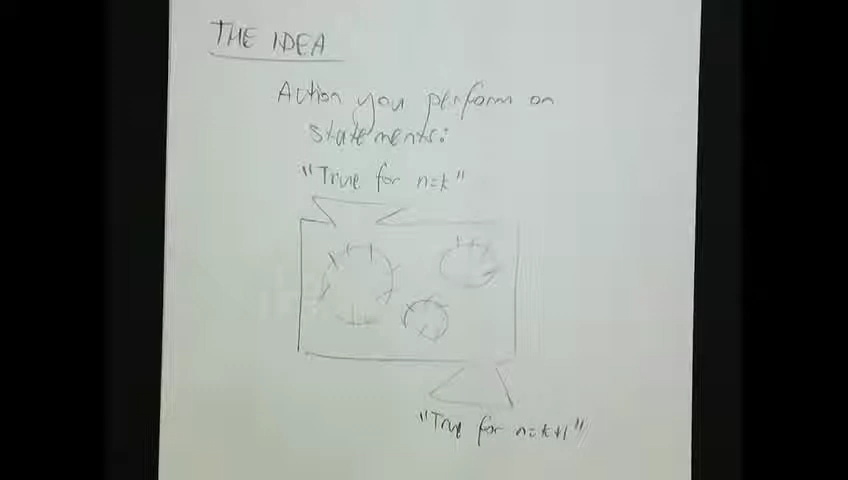 THE IDEA
Action you perform on
statements:
"True for n=k"
"True for n=k+1"